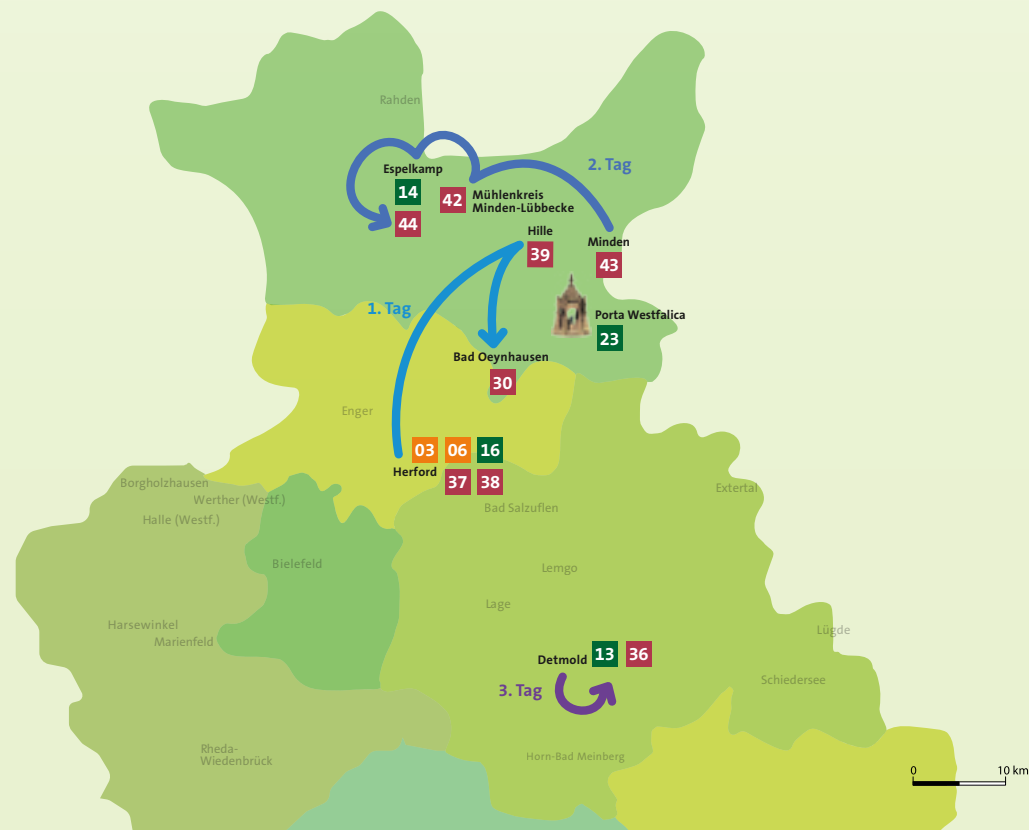 Rahden
2. Tag
Espelkamp
14
42
Mühlenkreis
Minden-Lübbecke
44
Hille
39
Minden
43
1. Tag
Porta Westfalica
23
Bad Oeynhausen
30
Enger
03 06 16
Herford
37 38
Borgholzhausen
Werther (Westf.)
Halle (Westf.)
Bad Salzuflen
Extertal
Bielefeld
Lemgo
Lage
Harsewinkel
Marienfeld
Lügde
Detmold 13 36
3. Tag
Schiedersee
Rheda-
Wiedenbrück
Horn-Bad Meinberg
0 10 km